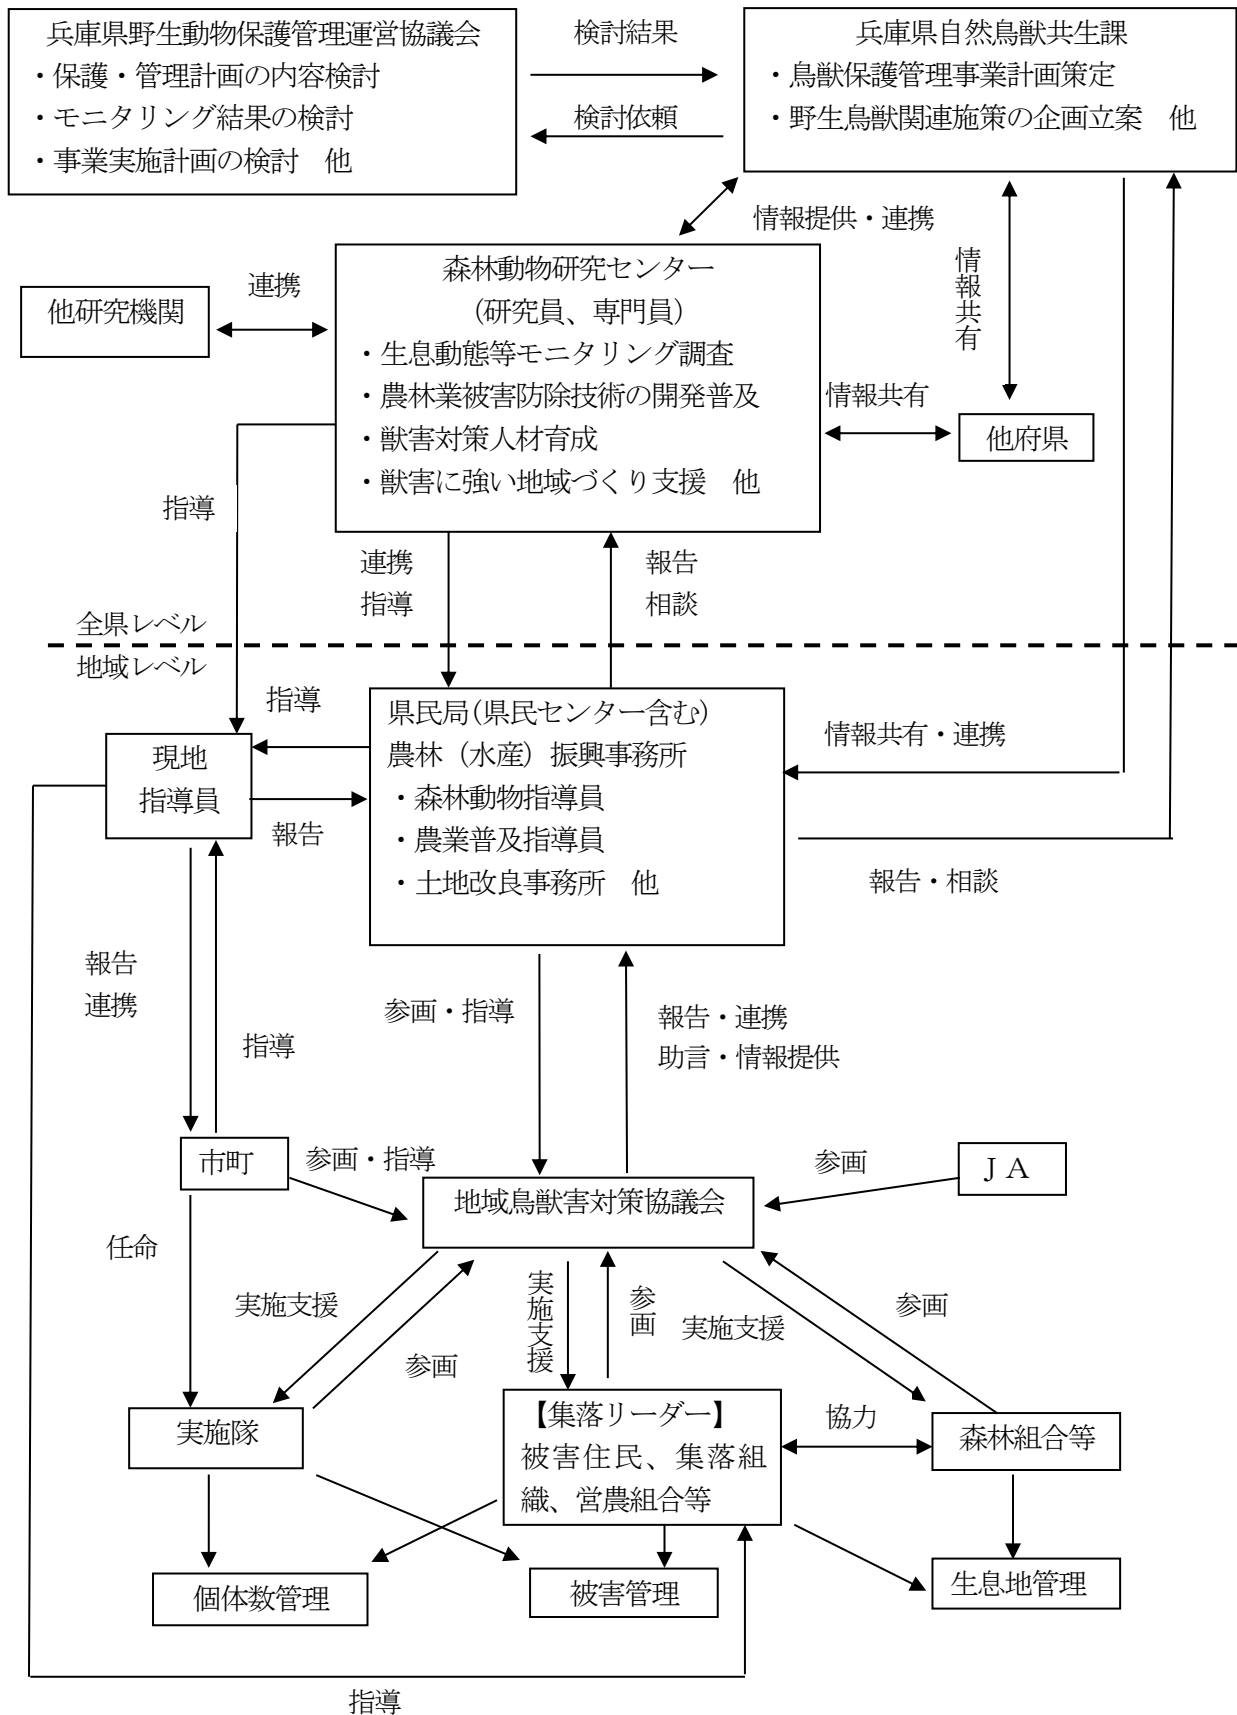 兵庫県野生動物保護管理運営協議会
・保護・管理計画の内容検討
・モニタリング結果の検討
・事業実施計画の検討　他
検討結果
検討依頼
兵庫県自然鳥獣共生課
・鳥獣保護管理事業計画策定
・野生鳥獣関連施策の企画立案　他
情報提供・連携
情報共有
他研究機関
連携
森林動物研究センター
（研究員、専門員）
・生息動態等モニタリング調査
・農林業被害防除技術の開発普及
・獣害対策人材育成
・獣害に強い地域づくり支援　他
情報共有
他府県
指導
連携
指導
報告
相談
全県レベル
地域レベル
指導
現地
指導員
報告
県民局（県民センター含む）
農林（水産）振興事務所
・森林動物指導員
・農業普及指導員
・土地改良事務所　他
情報共有・連携
報告・相談
報告
連携
指導
参画・指導
報告・連携
助言・情報提供
市町
参画・指導
地域鳥獣害対策協議会
参画
ＪＡ
任命
実施支援
参画
実施支援
参画
実施支援
参画
実施隊
【集落リーダー】
被害住民、集落組
織、営農組合等
協力
森林組合等
個体数管理
被害管理
生息地管理
指導